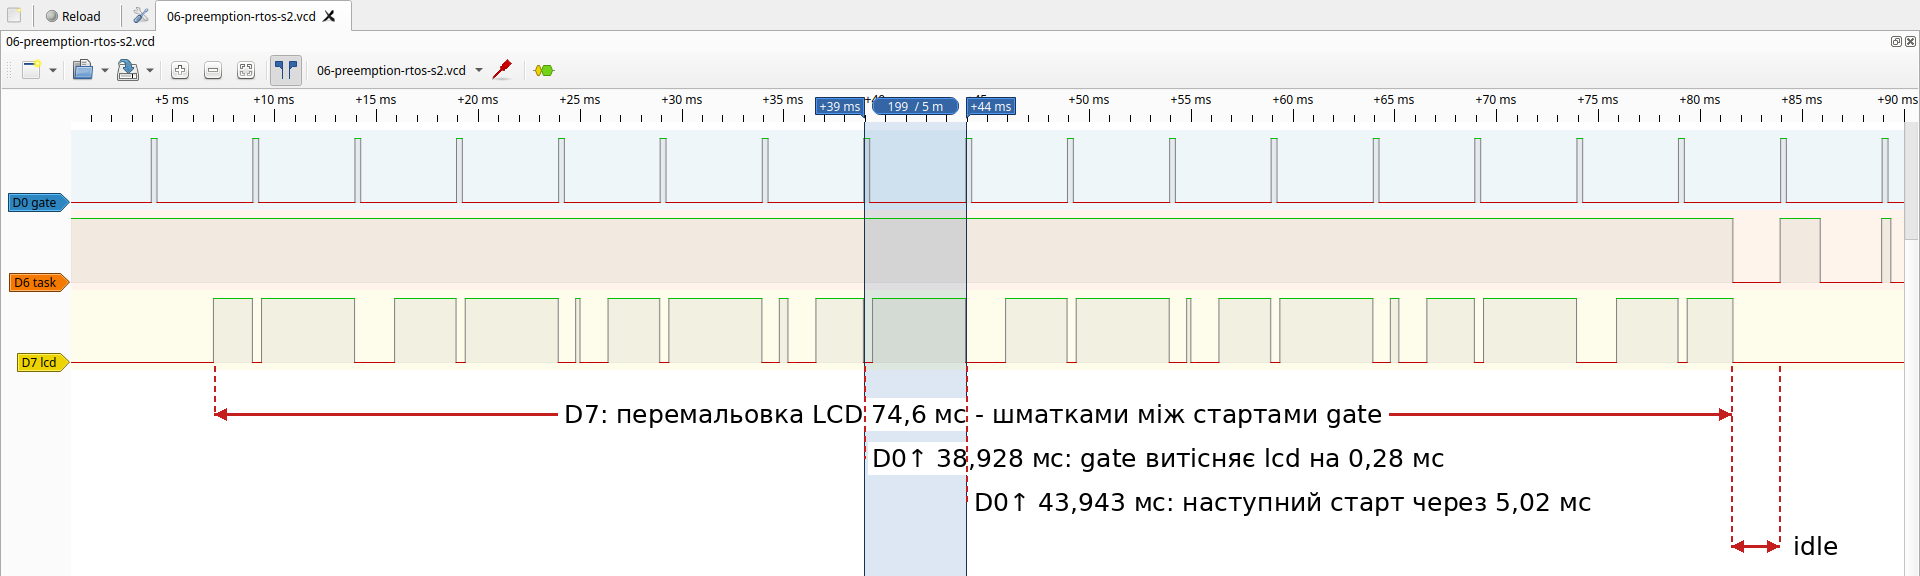 Reload
06-preemption-rtos-s2.vcd
06-preemption-rtos-s2.vcd
06-preemption-rtos-s2.vcd
+5 ms +10 ms +15 ms +20 ms +25 ms +30 ms +35 ms +39 ms 199 / 5 m +44 ms +50 ms +55 ms +60 ms +65 ms +70 ms +75 ms +80 ms +85 ms +90 ms
D0 gate
D6 task
D7 lcd
D7: перемальовка LCD 74,6 мс - шматками між стартами gate
D0↑ 38,928 мс: gate витісняє lcd на 0,28 мс
D0↑ 43,943 мс: наступний старт через 5,02 мс
idle